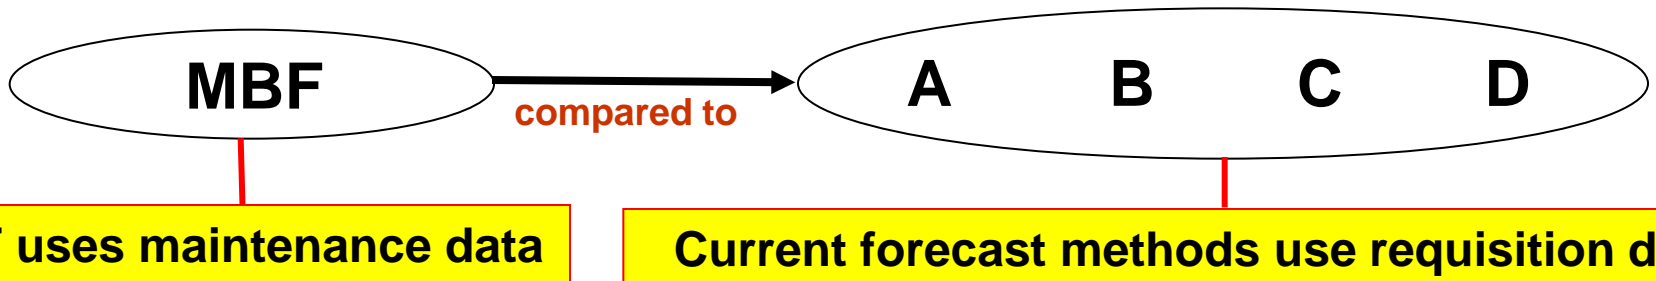 MBF
A B C D
compared to
uses maintenance data
Current forecast methods use requisition